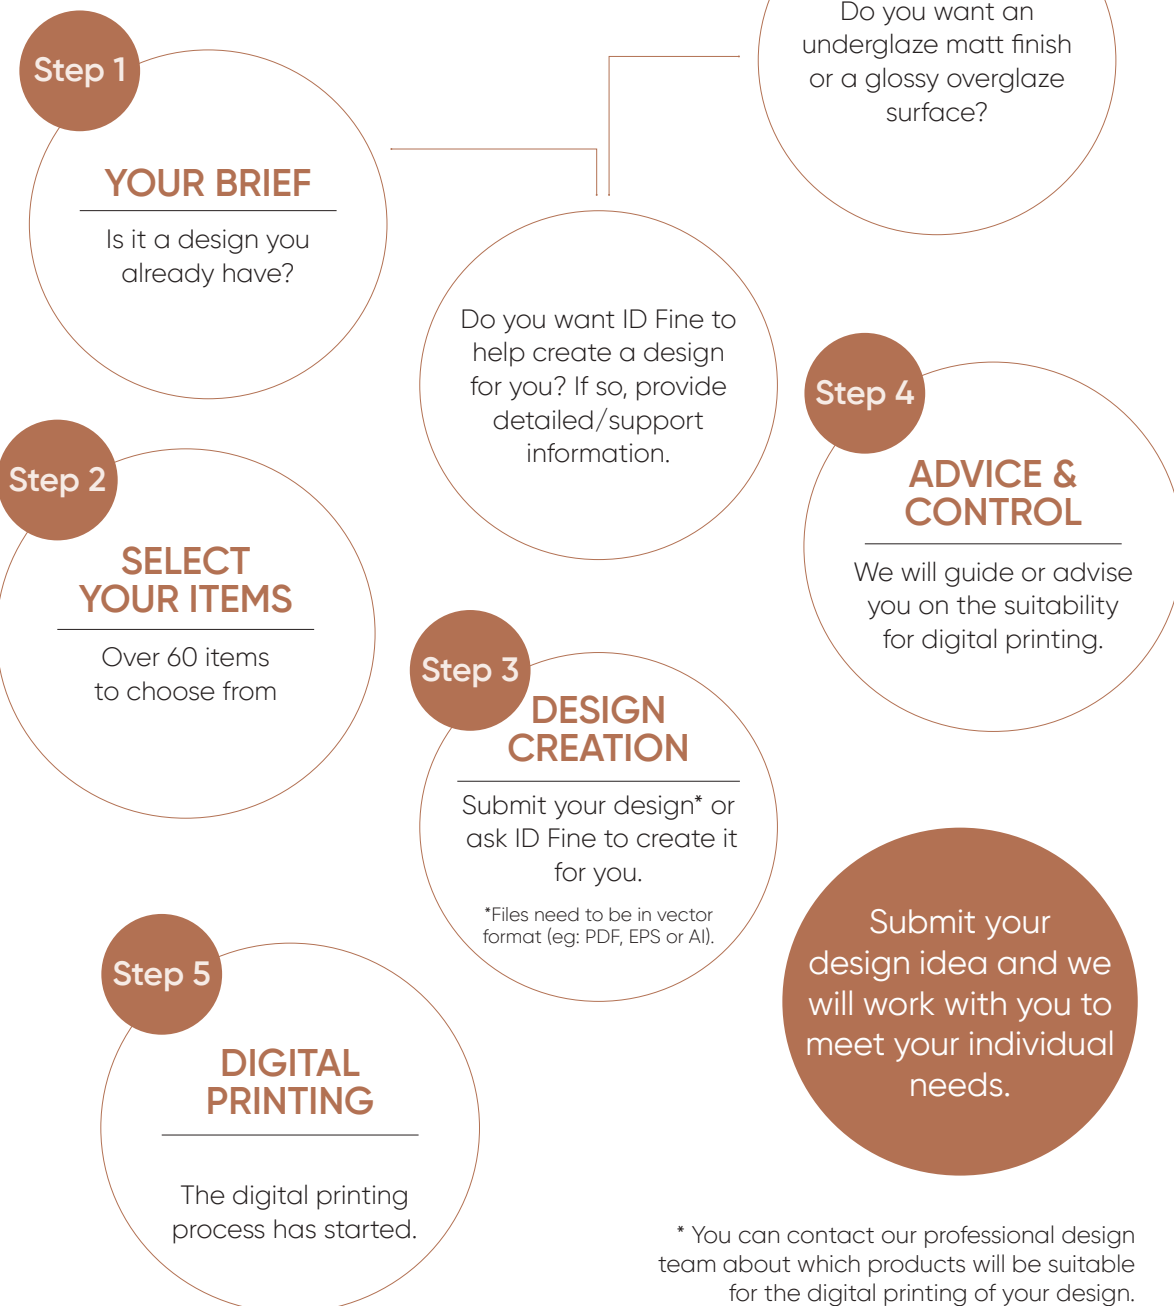 Step 1
YOUR BRIEF
Is it a design you
already have?
Do you want ID Fine to
help create a design
for you? If so, provide
detailed/support
information.
Do you want an
underglaze matt finish
or a glossy overglaze
surface?
Step 2
SELECT
YOUR ITEMS
Over 60 items
to choose from
Step 3
DESIGN
CREATION
Submit your design* or
ask ID Fine to create it
for you.
*Files need to be in vector
format (eg: PDF, EPS or AI).
Step 4
ADVICE &
CONTROL
We will guide or advise
you on the suitability
for digital printing.
Step 5
DIGITAL
PRINTING
The digital printing
process has started.
Submit your
design idea and we
will work with you to
meet your individual
needs.
* You can contact our professional design
team about which products will be suitable
for the digital printing of your design.